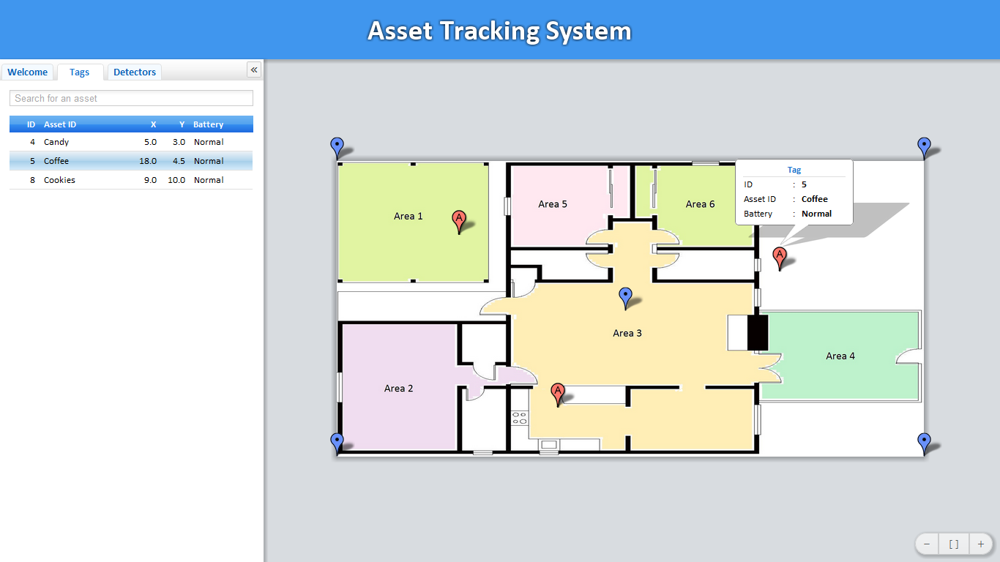 Asset Tracking System
Welcome Tags Detectors «
Search for an asset
ID Asset ID X Y Battery
4 Candy 5.0 3.0 Normal
5 Coffee 18.0 4.5 Normal
8 Cookies 9.0 10.0 Normal
Tag
ID : 5
Asset ID : Coffee
Battery : Normal
Area 5
Area 6
Area 1
A
A
Area 3
Area 4
Area 2
A
− [ ] +